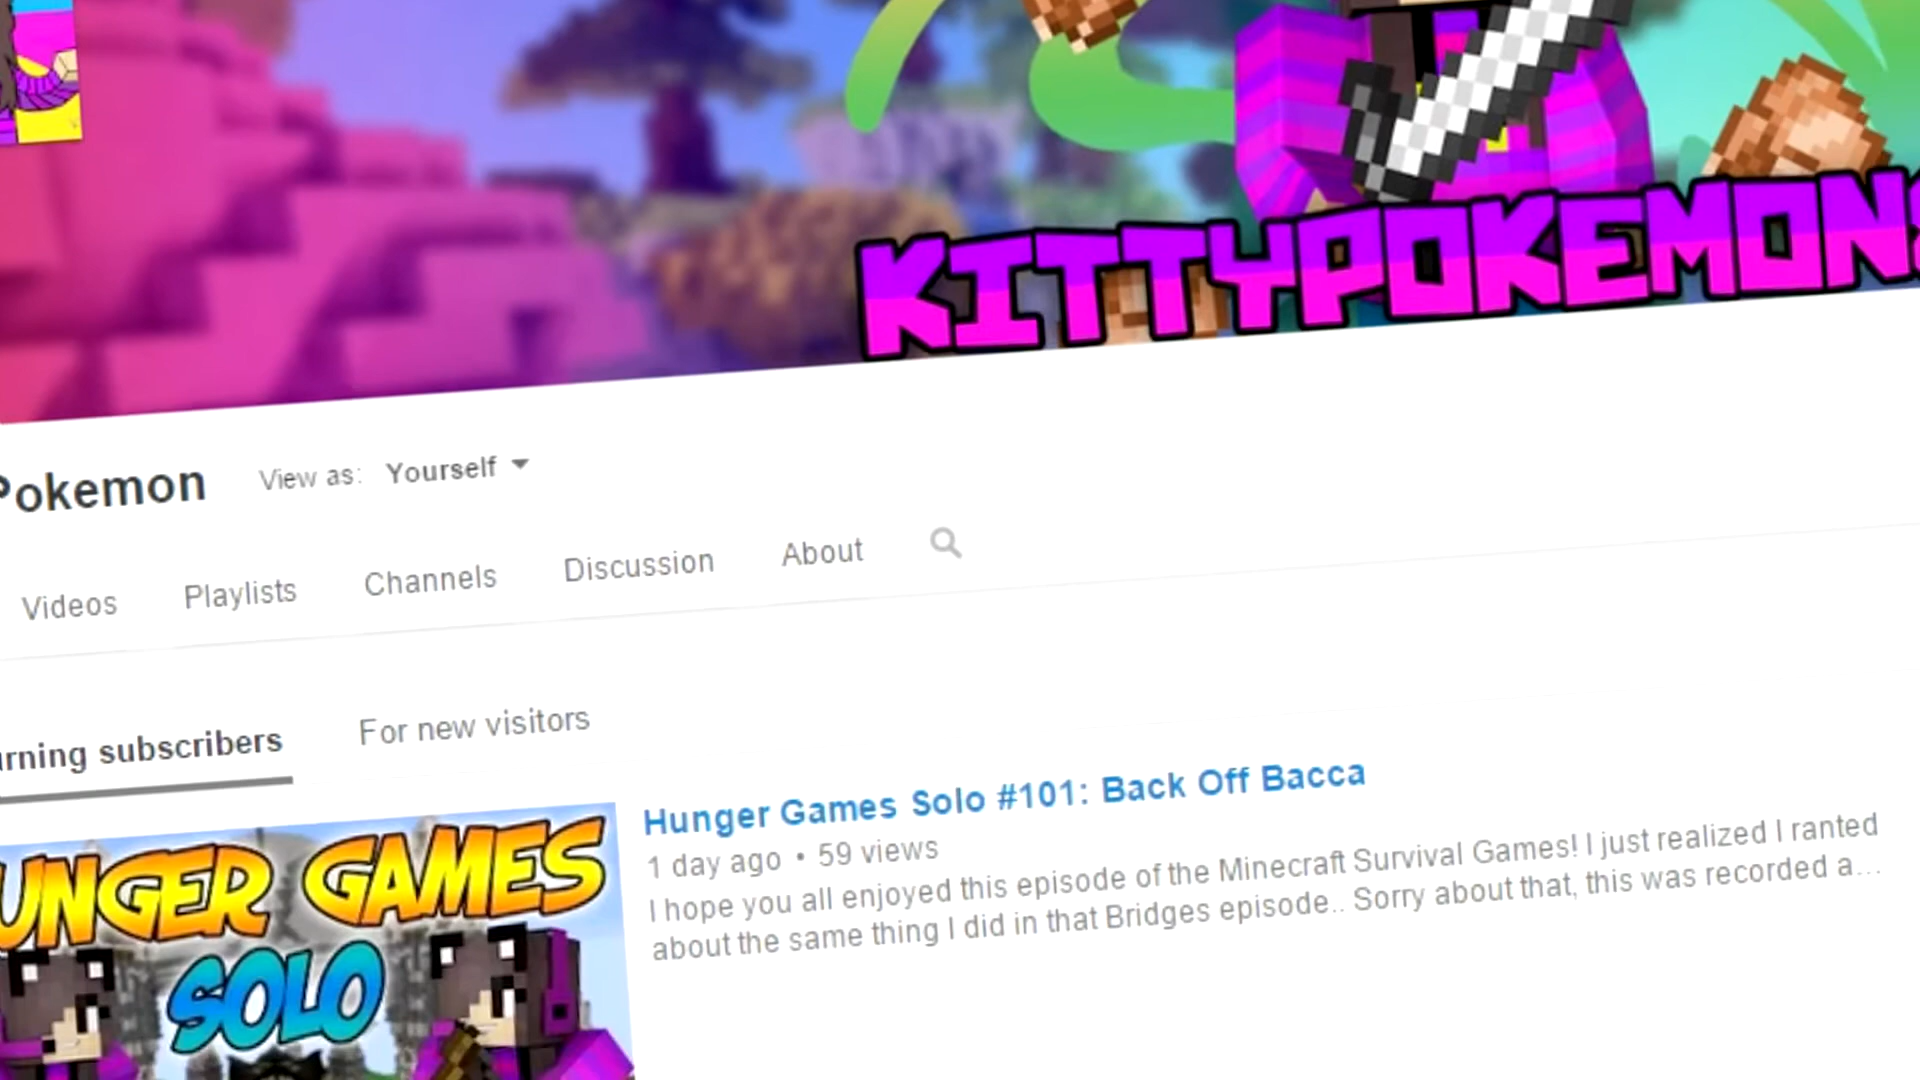 KITTYPOKEMON
Pokemon View as: Yourself
Videos Playlists Channels Discussion About
subscribers For new visitors
Hunger Games Solo #101: Back Off Bacca
1 day ago • 59 views
I hope you all enjoyed this episode of the Minecraft Survival Games! I just realized I ranted
about the same thing I did in that Bridges episode.. Sorry about that, this was recorded a...
UNGER GAMES
SOLO